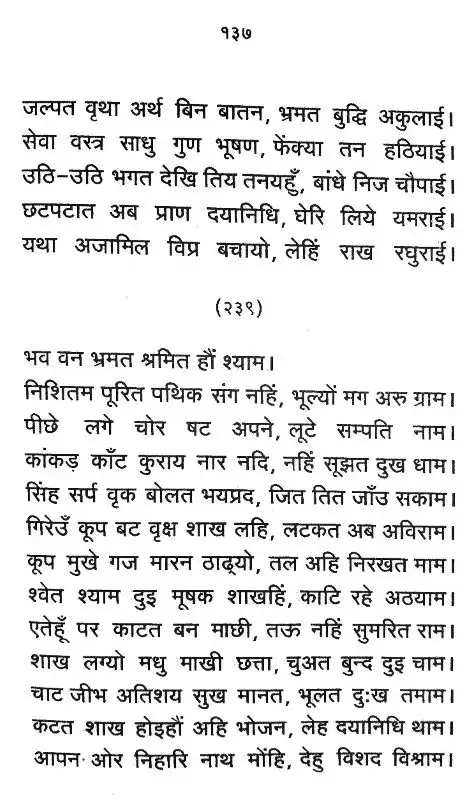 १३७
जल्पत वृथा अर्थ बिन बातन, भ्रमत बुद्धि अकुलाई।
सेवा वस्त्र साधु गुण भूषण, फेंक्या तन हठियाई।
उठि-उठि भगत देखि तिय तनयहुँ, बांधे निज चौपाई।
छटपटात अब प्राण दयानिधि, घेरि लिये यमराई।
यथा अजामिल विप्र बचायो, लेहिं राख रघुराई।
(२३९)
भव वन भ्रमत श्रमित हौं श्याम।
निशितम पूरित पथिक संग नहिं, भूल्यों मग अरु ग्राम।
पीछे लगे चोर षट अपने, लूटे सम्पति नाम।
कांकड़ काँट कुराय नार नदि, नहिं सूझत दुख धाम।
सिंह सर्प वृक बोलत भयप्रद, जित तित जाँउ सकाम।
गिरेउँ कूप बट वृक्ष शाख लहि, लटकत अब अविराम।
कूप मुखे गज मारन ठाढ़्यो, तल अहि निरखत माम।
श्वेत श्याम दुइ मूषक शाखहिं, काटि रहे अठयाम।
एतेहूँ पर काटत बन माछी, तऊ नहिं सुमरित राम।
शाख लग्यो मधु माखी छत्ता, चुअत बुन्द दुइ चाम।
चाट जीभ अतिशय सुख मानत, भूलत दुःख तमाम।
कटत शाख होइहौं अहि भोजन, लेह दयानिधि थाम।
आपन ओर निहारि नाथ मोंहि, देहु विशद विश्राम।